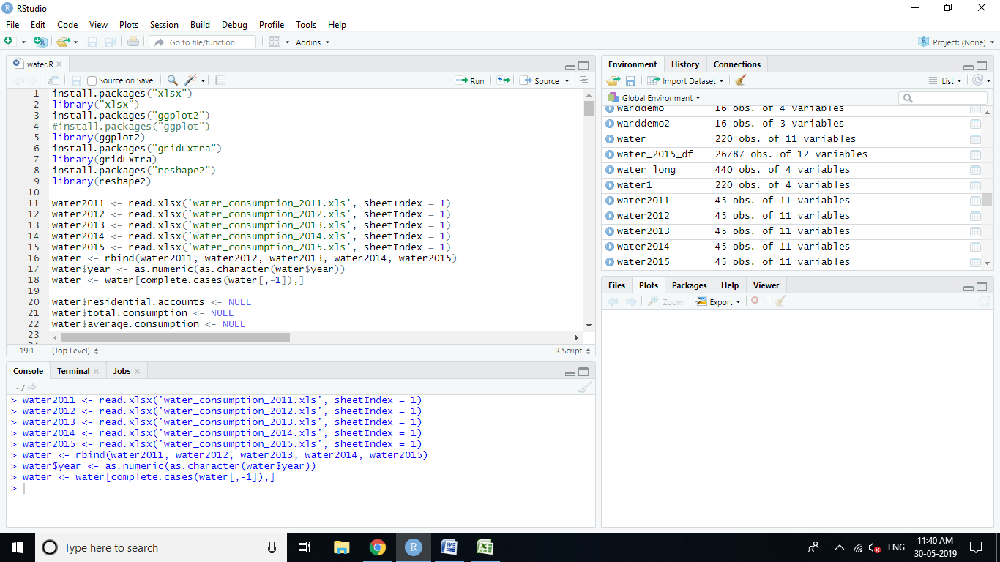 RStudio
File Edit Code View Plots Session Build Debug Profile Tools Help
Go to file/function Addins Project: (None)
water.R
Source on Save Run Source
1 install.packages("xlsx")
2 library("xlsx")
3 install.packages("ggplot2")
4 #install.packages("ggplot")
5 library(ggplot2)
6 install.packages("gridExtra")
7 library(gridExtra)
8 install.packages("reshape2")
9 library(reshape2)
10
11 water2011 <- read.xlsx('water_consumption_2011.xls', sheetIndex = 1)
12 water2012 <- read.xlsx('water_consumption_2012.xls', sheetIndex = 1)
13 water2013 <- read.xlsx('water_consumption_2013.xls', sheetIndex = 1)
14 water2014 <- read.xlsx('water_consumption_2014.xls', sheetIndex = 1)
15 water2015 <- read.xlsx('water_consumption_2015.xls', sheetIndex = 1)
16 water <- rbind(water2011, water2012, water2013, water2014, water2015)
17 water$year <- as.numeric(as.character(water$year))
18 water <- water[complete.cases(water[,-1]),]
19
20 water$residential.accounts <- NULL
21 water$total.consumption <- NULL
22 water$average.consumption <- NULL
23
19:1 (Top Level) R Script
Console Terminal Jobs
~/
> water2011 <- read.xlsx('water_consumption_2011.xls', sheetIndex = 1)
> water2012 <- read.xlsx('water_consumption_2012.xls', sheetIndex = 1)
> water2013 <- read.xlsx('water_consumption_2013.xls', sheetIndex = 1)
> water2014 <- read.xlsx('water_consumption_2014.xls', sheetIndex = 1)
> water2015 <- read.xlsx('water_consumption_2015.xls', sheetIndex = 1)
> water <- rbind(water2011, water2012, water2013, water2014, water2015)
> water$year <- as.numeric(as.character(water$year))
> water <- water[complete.cases(water[,-1]),]
>
Environment History Connections
Import Dataset List
Global Environment
warddemo 16 obs. of 4 variables
warddemo2 16 obs. of 3 variables
water 220 obs. of 11 variables
water_2015_df 26787 obs. of 12 variables
water_long 440 obs. of 4 variables
water1 220 obs. of 4 variables
water2011 45 obs. of 11 variables
water2012 45 obs. of 11 variables
water2013 45 obs. of 11 variables
water2014 45 obs. of 11 variables
water2015 45 obs. of 11 variables
Files Plots Packages Help Viewer
Zoom Export
Type here to search
ENG
11:40 AM
30-05-2019